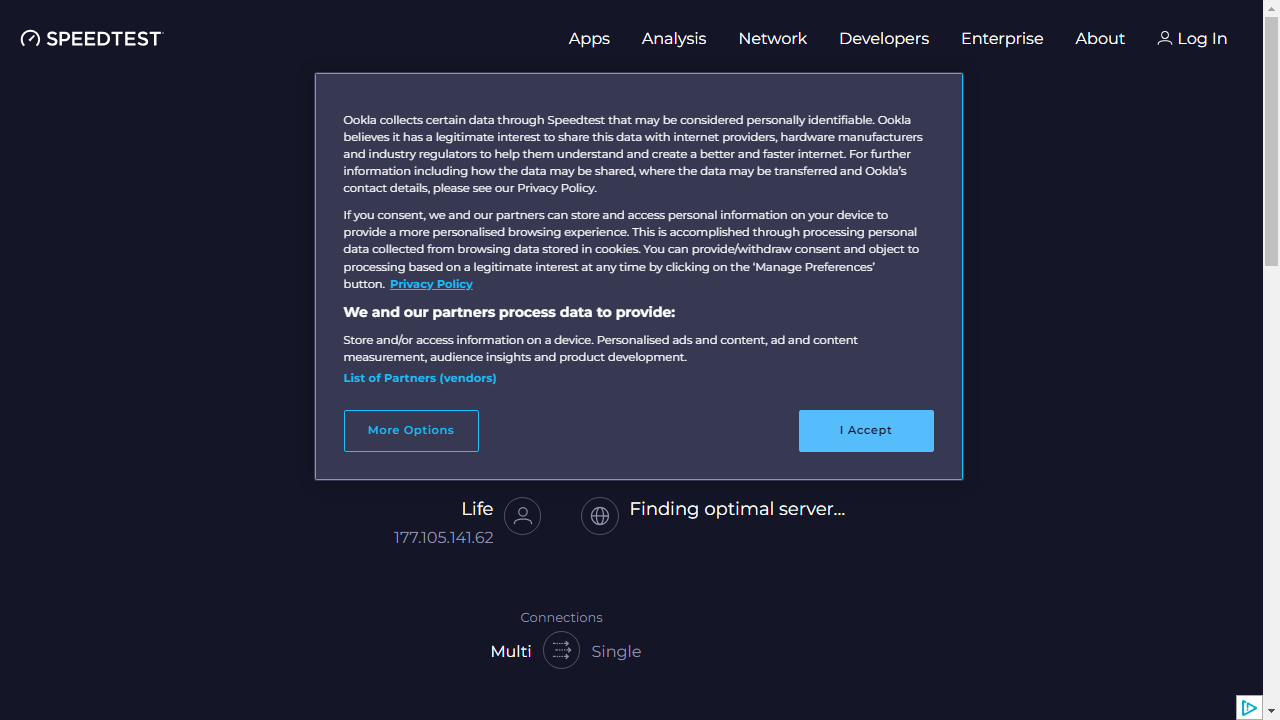 SPEEDTEST
Apps
Analysis
Network
Developers
Enterprise
About
Log In
Ookla collects certain data through Speedtest that may be considered personally identifiable. Ookla
believes it has a legitimate interest to share this data with internet providers, hardware manufacturers
and industry regulators to help them understand and create a better and faster internet. For further
information including how the data may be shared, where the data may be transferred and Ookla's
contact details, please see our Privacy Policy.
If you consent, we and our partners can store and access personal information on your device to
provide a more personalised browsing experience. This is accomplished through processing personal
data collected from browsing data stored in cookies. You can provide/withdraw consent and object to
processing based on a legitimate interest at any time by clicking on the ‘Manage Preferences’
button. Privacy Policy
We and our partners process data to provide:
Store and/or access information on a device. Personalised ads and content, ad and content
measurement, audience insights and product development.
List of Partners (vendors)
More Options
I Accept
Life
177.105.141.62
Finding optimal server...
Connections
Multi
Single